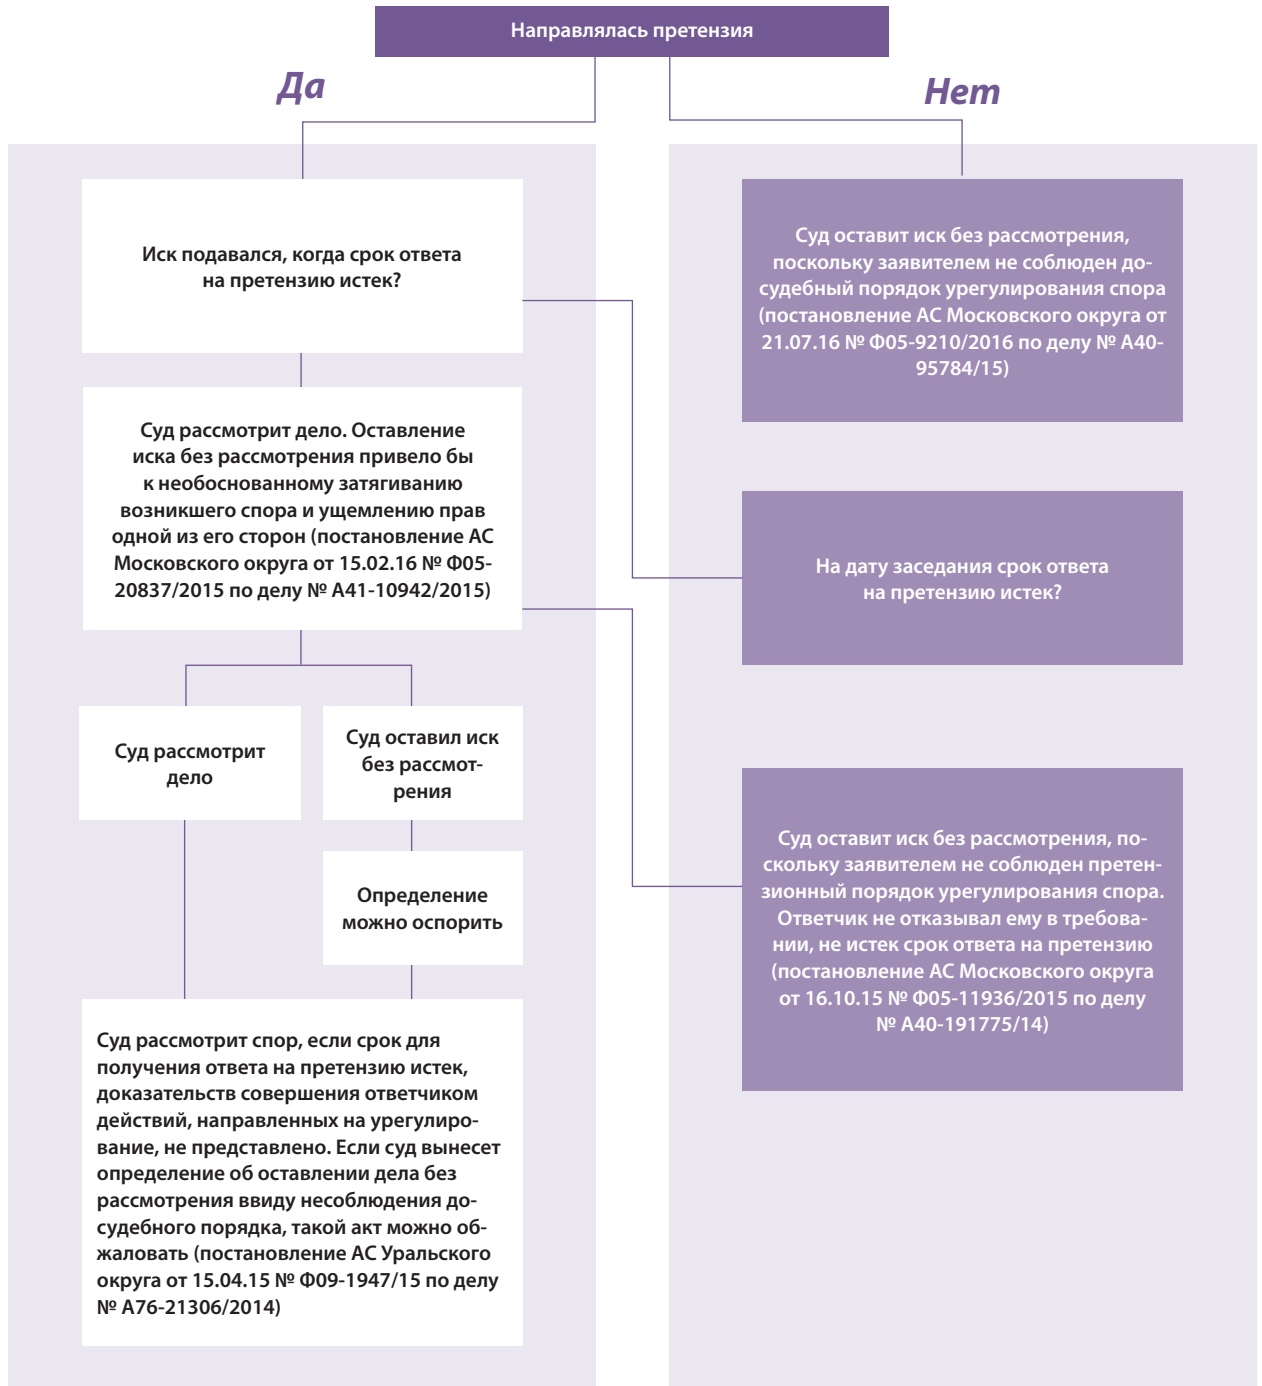 Направлялась претензия
Да
Нет
Иск подавался, когда срок ответа
на претензию истек?
Суд оставит иск без рассмотрения,
поскольку заявителем не соблюден до-
судебный порядок урегулирования спора
(постановление АС Московского округа от
21.07.16 № Ф05-9210/2016 по делу № А40-
95784/15)
Суд рассмотрит дело. Оставление
иска без рассмотрения привело бы
к необоснованному затягиванию
возникшего спора и ущемлению прав
одной из его сторон (постановление АС
Московского округа от 15.02.16 № Ф05-
20837/2015 по делу № А41-10942/2015)
На дату заседания срок ответа
на претензию истек?
Суд рассмотрит
дело
Суд оставил иск
без рассмот-
рения
Определение
можно оспорить
Суд оставит иск без рассмотрения, по-
скольку заявителем не соблюден претен-
зионный порядок урегулирования спора.
Ответчик не отказывал ему в требова-
нии, не истек срок ответа на претензию
(постановление АС Московского округа
от 16.10.15 № Ф05-11936/2015 по делу
№ А40-191775/14)
Суд рассмотрит спор, если срок для
получения ответа на претензию истек,
доказательств совершения ответчиком
действий, направленных на урегулиро-
вание, не представлено. Если суд вынесет
определение об оставлении дела без
рассмотрения ввиду несоблюдения до-
судебного порядка, такой акт можно об-
жаловать (постановление АС Уральского
округа от 15.04.15 № Ф09-1947/15 по делу
№ А76-21306/2014)